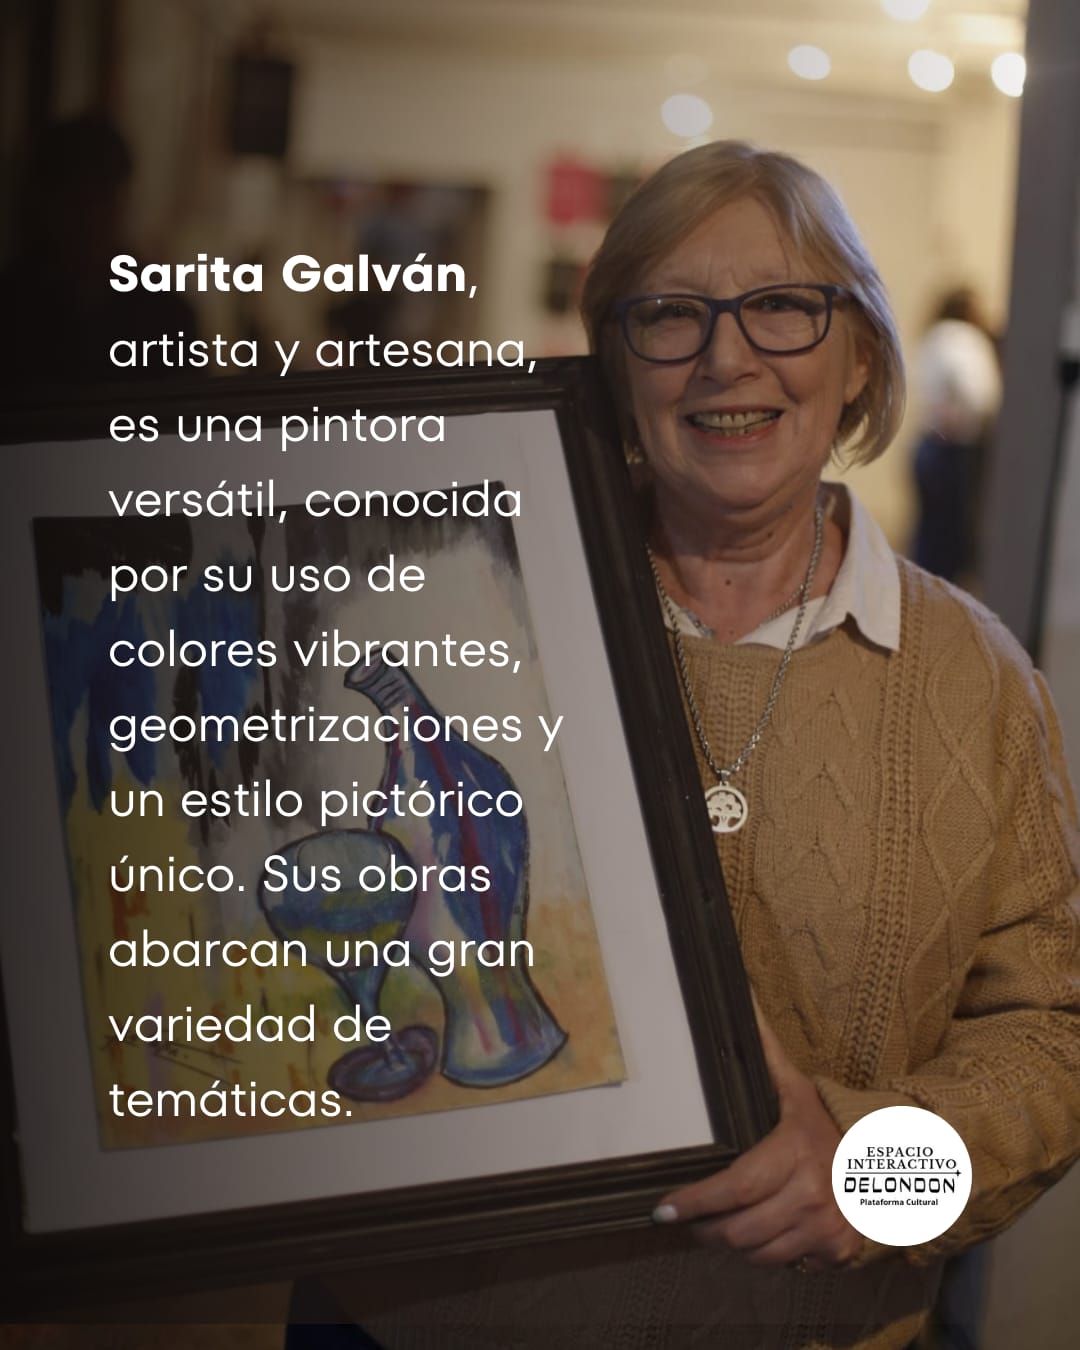 Sarita Galván,
artista y artesana,
es una pintora
versátil, conocida
por su uso de
colores vibrantes,
geometrizaciones y
un estilo pictórico
único. Sus obras
abarcan una gran
variedad de
temáticas.
ESPACIO
INTERACTIVO
DELONDON
Plataforma Cultural